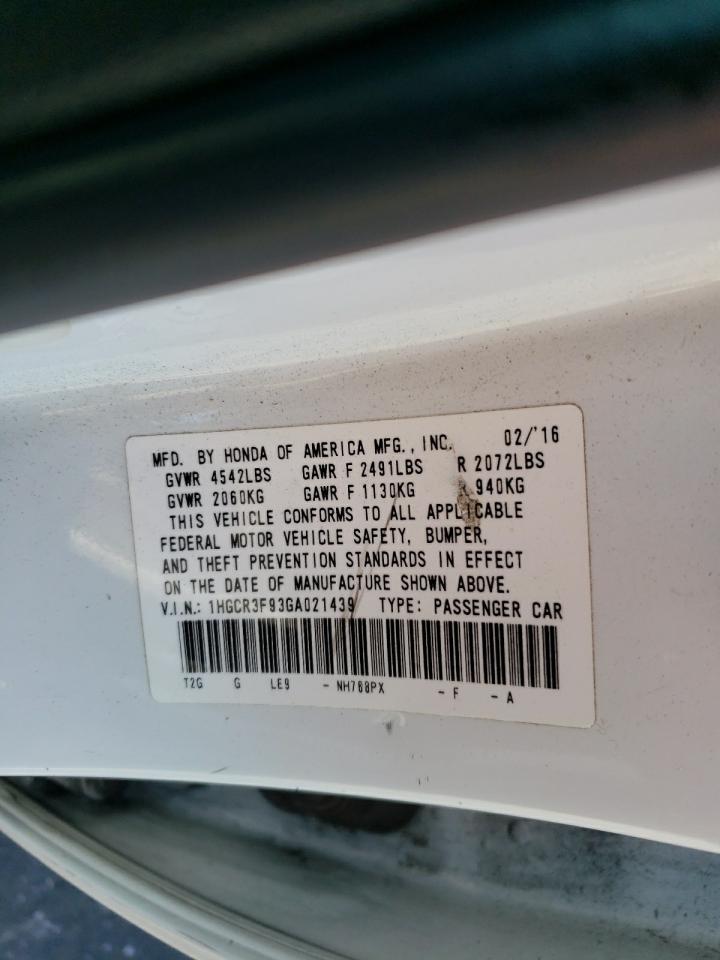 MFD. BY HONDA OF AMERICA MFG., INC. 02/'16
GVWR 4542LBS GAWR F 2491LBS R 2072LBS
GVWR 2060KG GAWR F 1130KG R 940KG
THIS VEHICLE CONFORMS TO ALL APPLICABLE
FEDERAL MOTOR VEHICLE SAFETY, BUMPER,
AND THEFT PREVENTION STANDARDS IN EFFECT
ON THE DATE OF MANUFACTURE SHOWN ABOVE.
V.I.N.: 1HGCR3F93GA021439 TYPE: PASSENGER CAR
T2G G LE9 - NH788PX - F - A